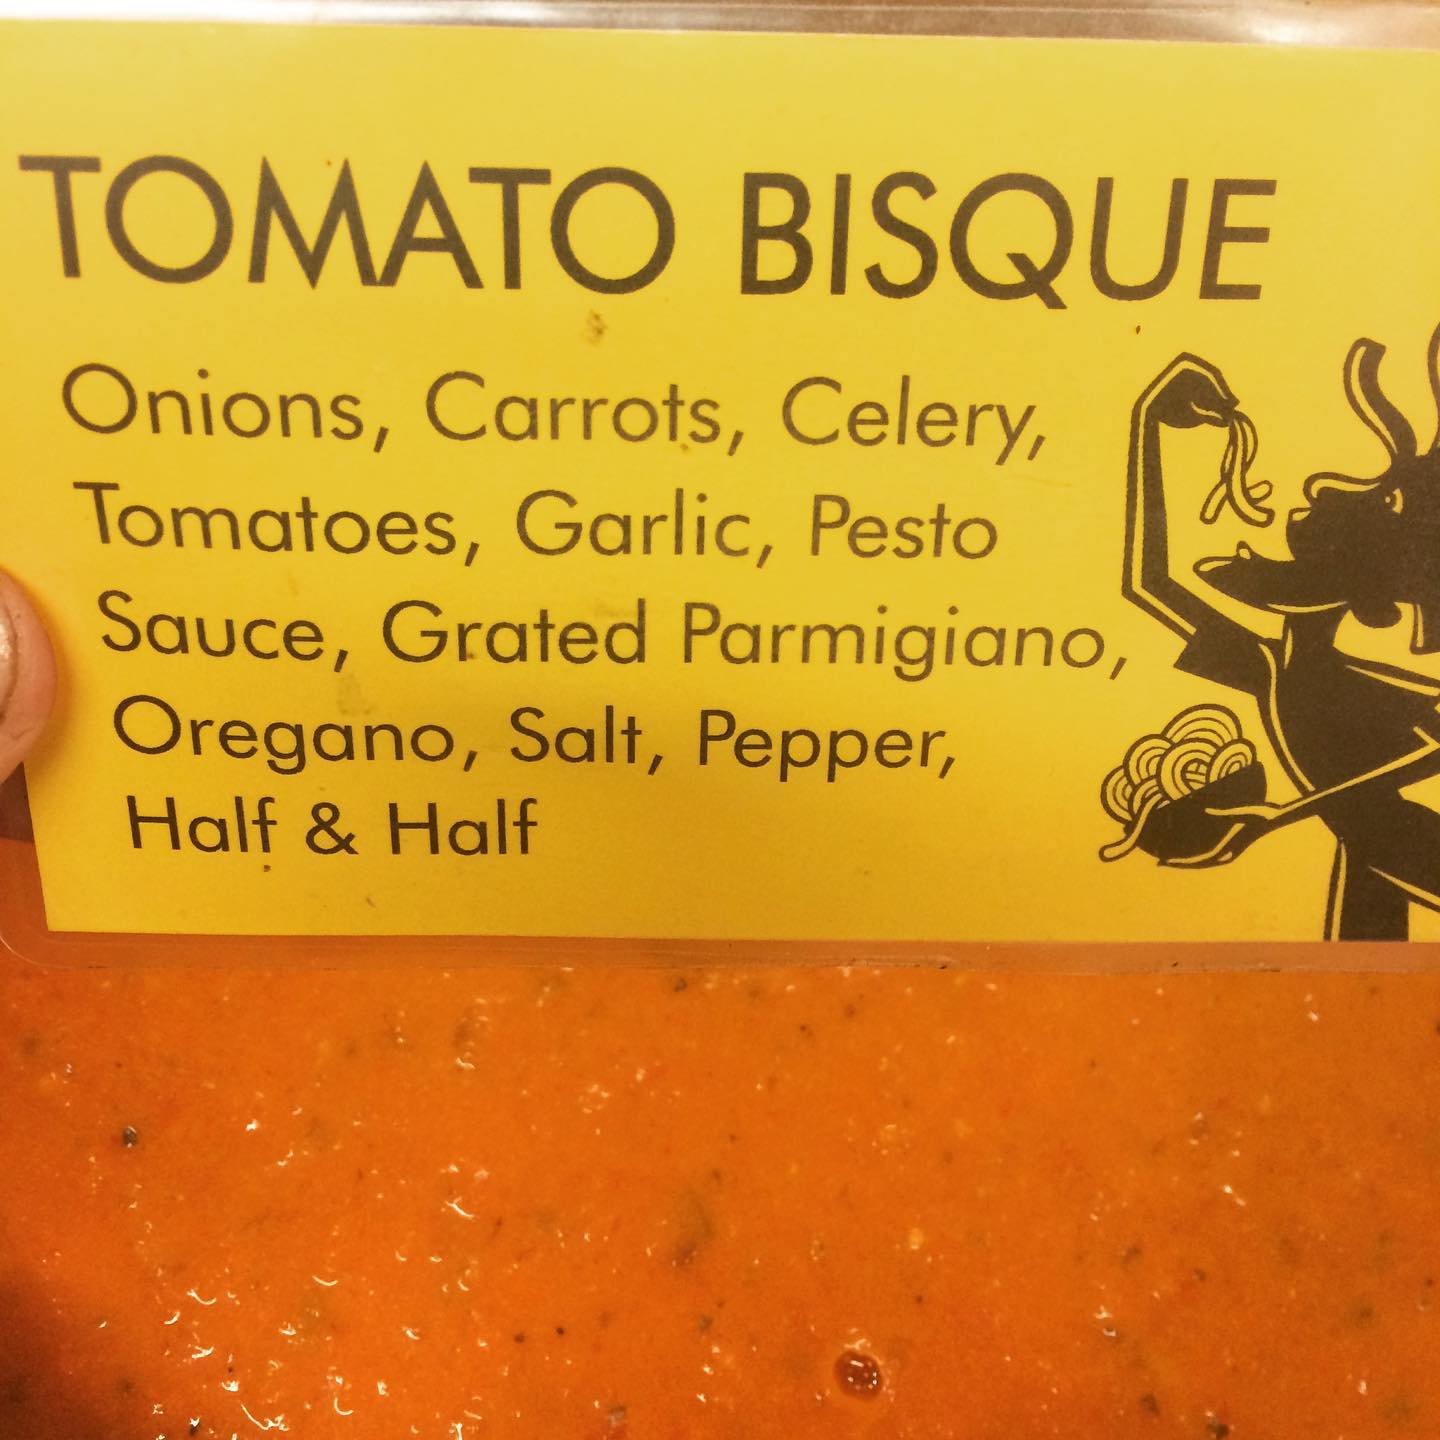 TOMATO BISQUE
Onions, Carrots, Celery,
Tomatoes, Garlic, Pesto
Sauce, Grated Parmigiano,
Oregano, Salt, Pepper,
Half & Half